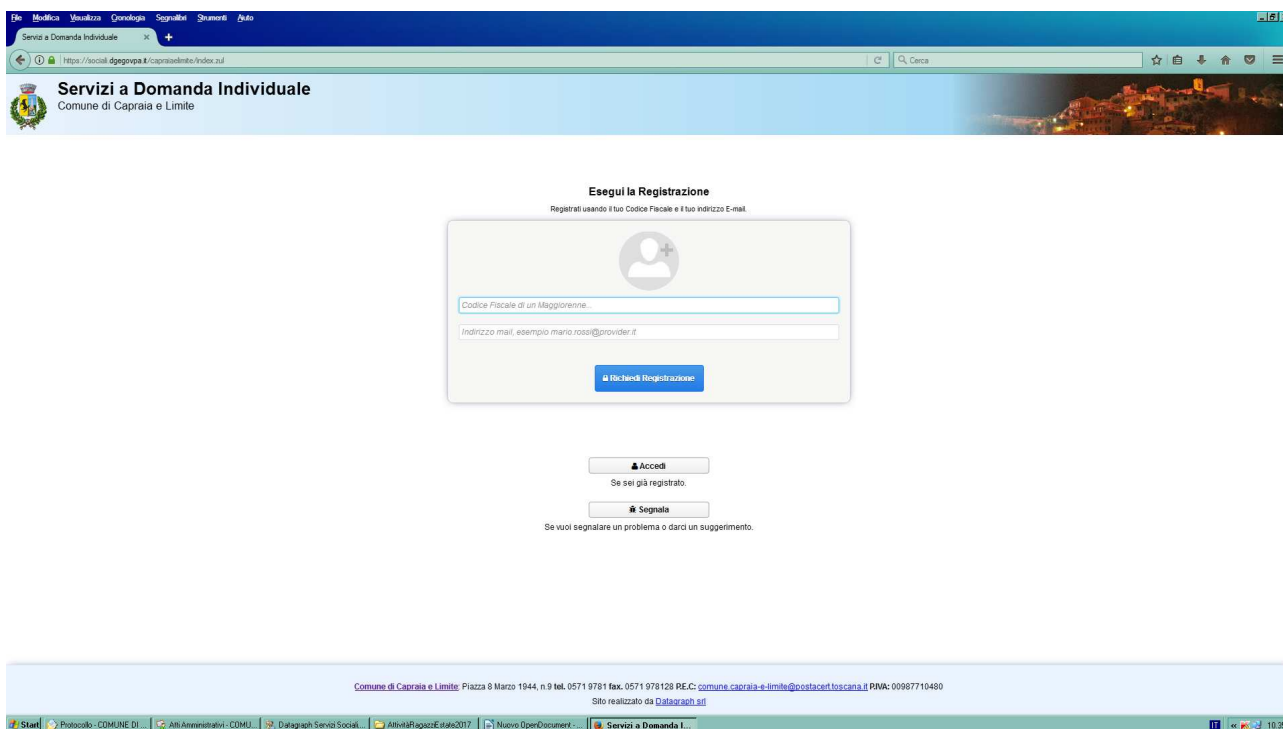 File Modifica Visualizza Cronologia Segnalibri Strumenti Aiuto
Servizi a Domanda Individuale
https://sociali.dgegovpa.it/capraiaelimite/index.zul
Cerca
Servizi a Domanda Individuale
Comune di Capraia e Limite
Esegui la Registrazione
Registrati usando il tuo Codice Fiscale e il tuo indirizzo E-mail.
Codice Fiscale di un Maggiorenne...
Indirizzo mail, esempio mario.rossi@provider.it
Richiedi Registrazione
Accedi
Se sei già registrato.
Segnala
Se vuoi segnalare un problema o darci un suggerimento.
Comune di Capraia e Limite: Piazza 8 Marzo 1944, n.9 tel. 0571 9781 fax. 0571 978128 P.E.C: comune.capraia-e-limite@postacert.toscana.it P.IVA: 00987710480
Sito realizzato da Datagraph srl
Start Protocollo - COMUNE DI ... Atti Amministrativi - COMU... Datagraph Servizi Sociali... AttivitàRagazziEstate2017 Nuovo OpenDocument - ... Servizi a Domanda I... IT « 10.35